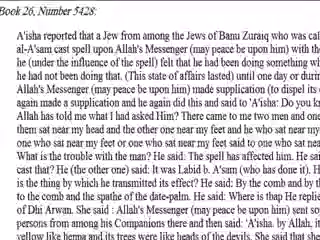 Book 26, Number 5428:
A'isha reported that a Jew from among the Jews of Banu Zuraiq who was cal
al-A'sam cast spell upon Allah's Messenger (may peace be upon him) with th
he (under the influence of the spell) felt that he had been doing something wi
he had not been doing that. (This state of affairs lasted) until one day or durin
Allah's Messenger (may peace be upon him) made supplication (to dispel its e
again made a supplication and he again did this and said to 'A'isha: Do you kn
Allah has told me what I had asked Him? There came to me two men and one
them sat near my head and the other one near my feet and he who sat near my
one who sat near my feet or one who sat near my feet said to one who sat near
What is the trouble with the man? He said: The spell has affected him. He sai
cast that? He (the other one) said: It was Labid b. A'sam (who has done it). H
is the thing by which he transmitted its effect? He said: By the comb and by th
to the comb and the spathe of the date-palm. He said: Where is thap He replie
of Dhi Arwan. She said : Allah's Messenger (may peace be upon him) sent so
persons from among his Companions there and then said: 'A'isha. by Allah, it
yellow like henna and its trees were like heads of the devils. She said that she